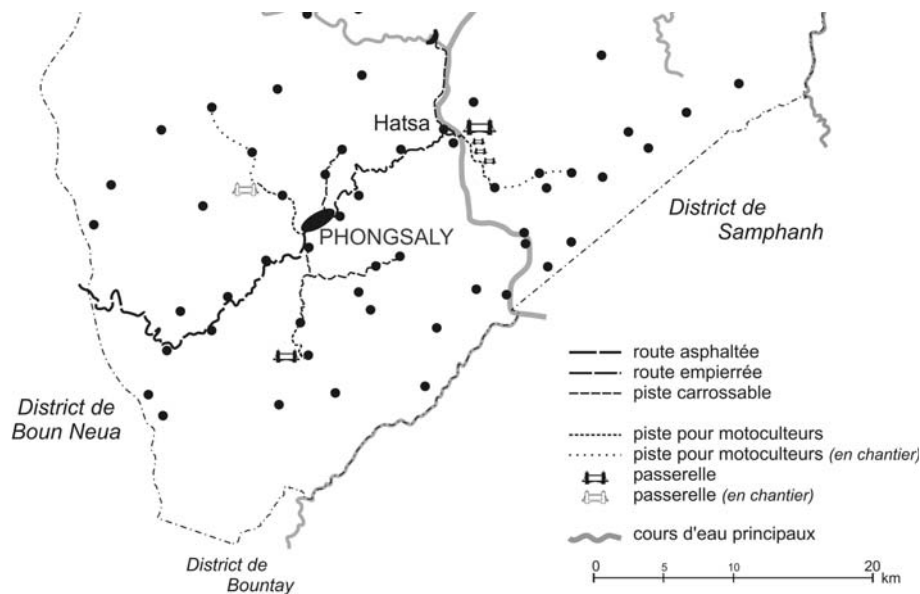 Hatsa
PHONGSALY
District de
Samphanh
District de
Boun Neua
District de
Bountay
route asphaltée
route empierrée
piste carrossable
piste pour motoculteurs
piste pour motoculteurs (en chantier)
passerelle
passerelle (en chantier)
cours d'eau principaux
0 5 10 20
km